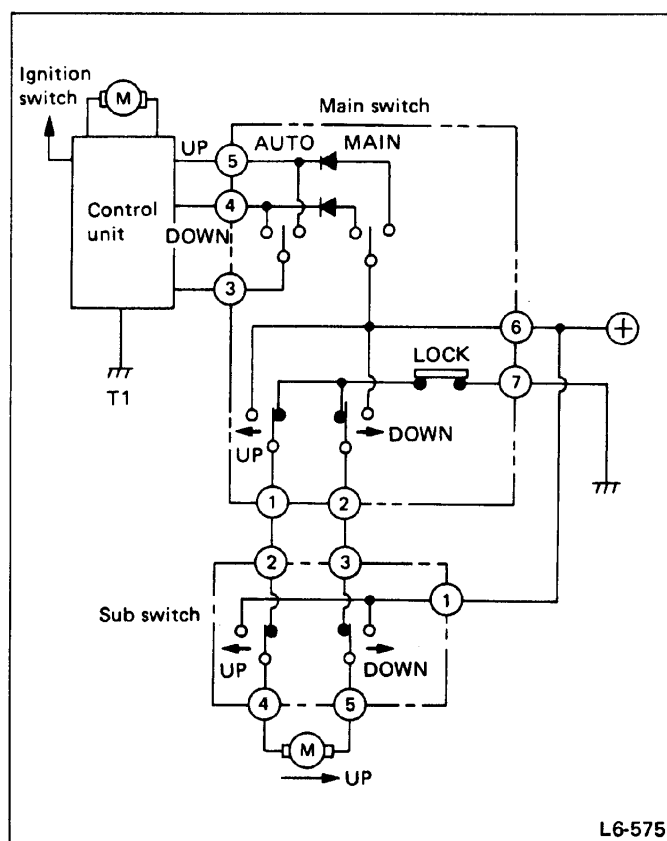 Ignition
switch
M
Main switch
UP
5
AUTO
MAIN
Control
unit
4
DOWN
3
6
+
T1
LOCK
7
UP
DOWN
1
2
2
3
1
Sub switch
UP
DOWN
4
5
M
UP
L6-575